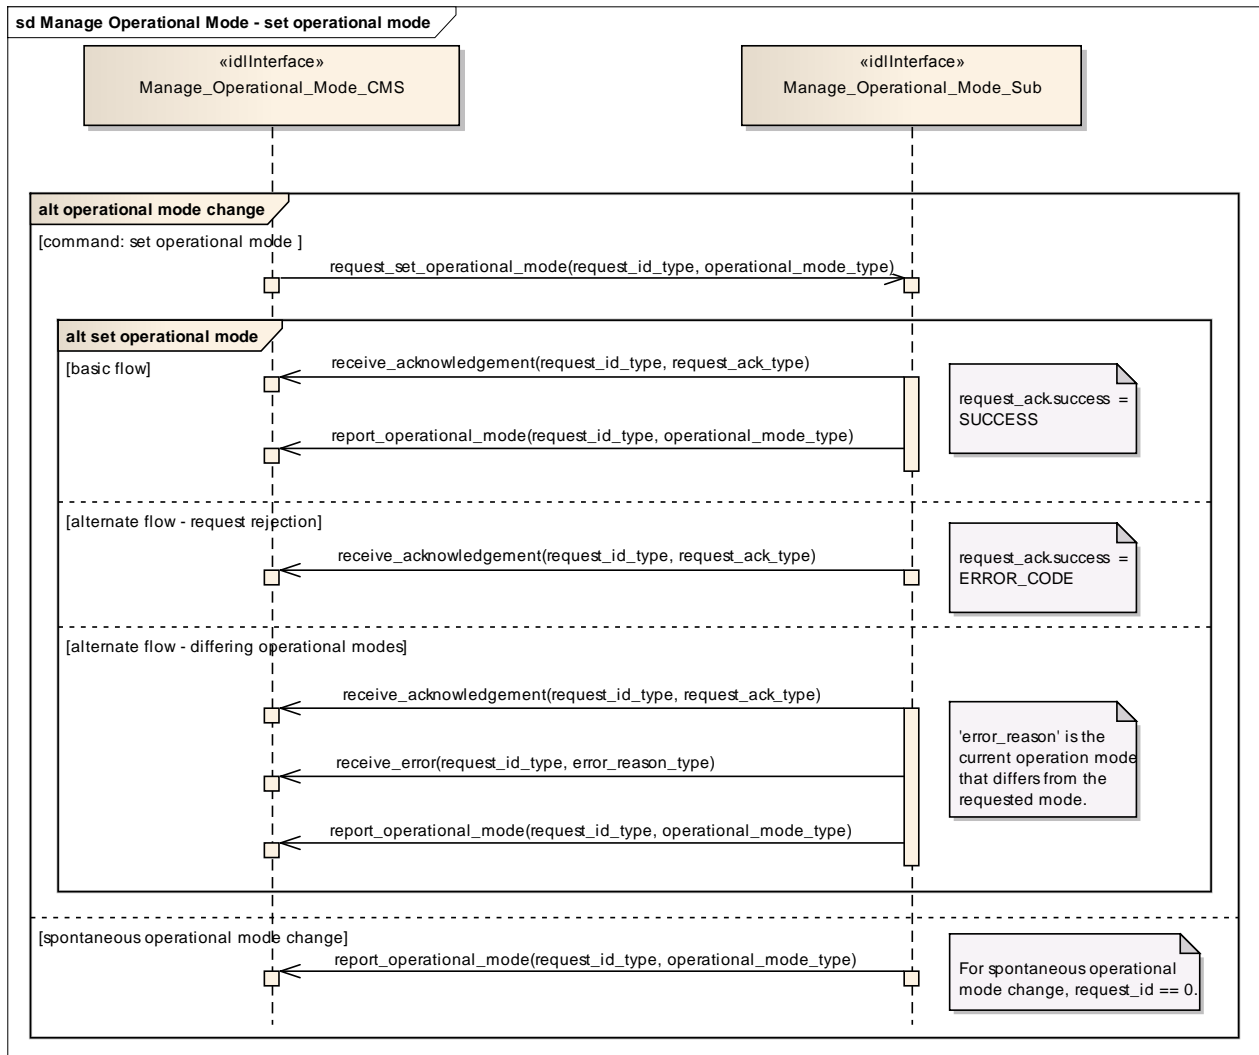 sd Manage Operational Mode - set operational mode
«idlInterface»
Manage_Operational_Mode_CMS
«idlInterface»
Manage_Operational_Mode_Sub
alt operational mode change
[command: set operational mode ]
request_set_operational_mode(request_id_type, operational_mode_type)
alt set operational mode
[basic flow]
receive_acknowledgement(request_id_type, request_ack_type)
request_ack.success =
SUCCESS
report_operational_mode(request_id_type, operational_mode_type)
[alternate flow - request rejection]
receive_acknowledgement(request_id_type, request_ack_type)
request_ack.success =
ERROR_CODE
[alternate flow - differing operational modes]
receive_acknowledgement(request_id_type, request_ack_type)
'error_reason' is the
current operation mode
that differs from the
requested mode.
receive_error(request_id_type, error_reason_type)
report_operational_mode(request_id_type, operational_mode_type)
[spontaneous operational mode change]
report_operational_mode(request_id_type, operational_mode_type)
For spontaneous operational
mode change, request_id == 0.